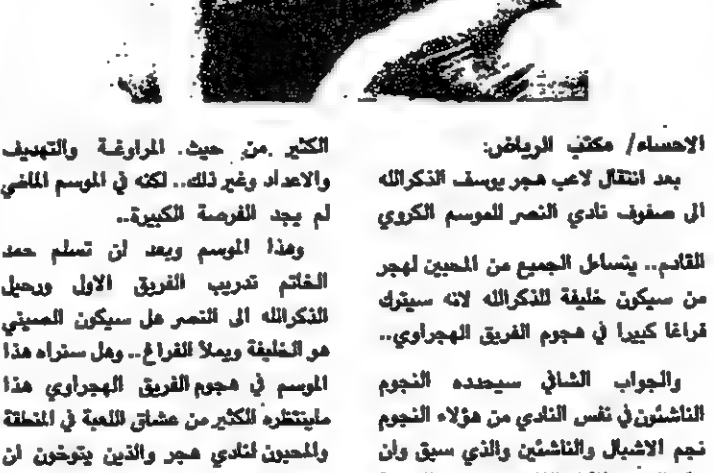 الاحساء/ مكتب الرياض:
بعد انتقال لاعب هجر يوسف الذكرالله
الى صفوف نادي النصر للموسم الكروي
القادم.. يتساءل الجميع من المحبين لهجر
من سيكون خليفة للذكرالله لانه سيترك
فراغا كبيرا في هجوم الفريق الهجراوي..
والجواب الشافي سيحدده النجوم
الناشئون في نفس النادي من هؤلاء النجوم
نجم الاشبال والناشئين والذي سبق وان
الكثير من حيث. المراوغة والتهديف
والاعداد وغير ذلك.. لكنه في الموسم الماضي
لم يجد الفرصة الكبيرة..
وهذا الموسم وبعد ان تسلم حمد
الخاتم تدريب الفريق الاول ورحيل
الذكرالله الى النصر هل سيكون الصيتي
هو الخليفة ويملأ الفراغ.. وهل ستراه هذا
الموسم في هجوم الفريق الهجراوي هذا
ماينتظره الكثير من عشاق اللعبة في المنطقة
والمحبون لنادي هجر والذين يتوخون ان